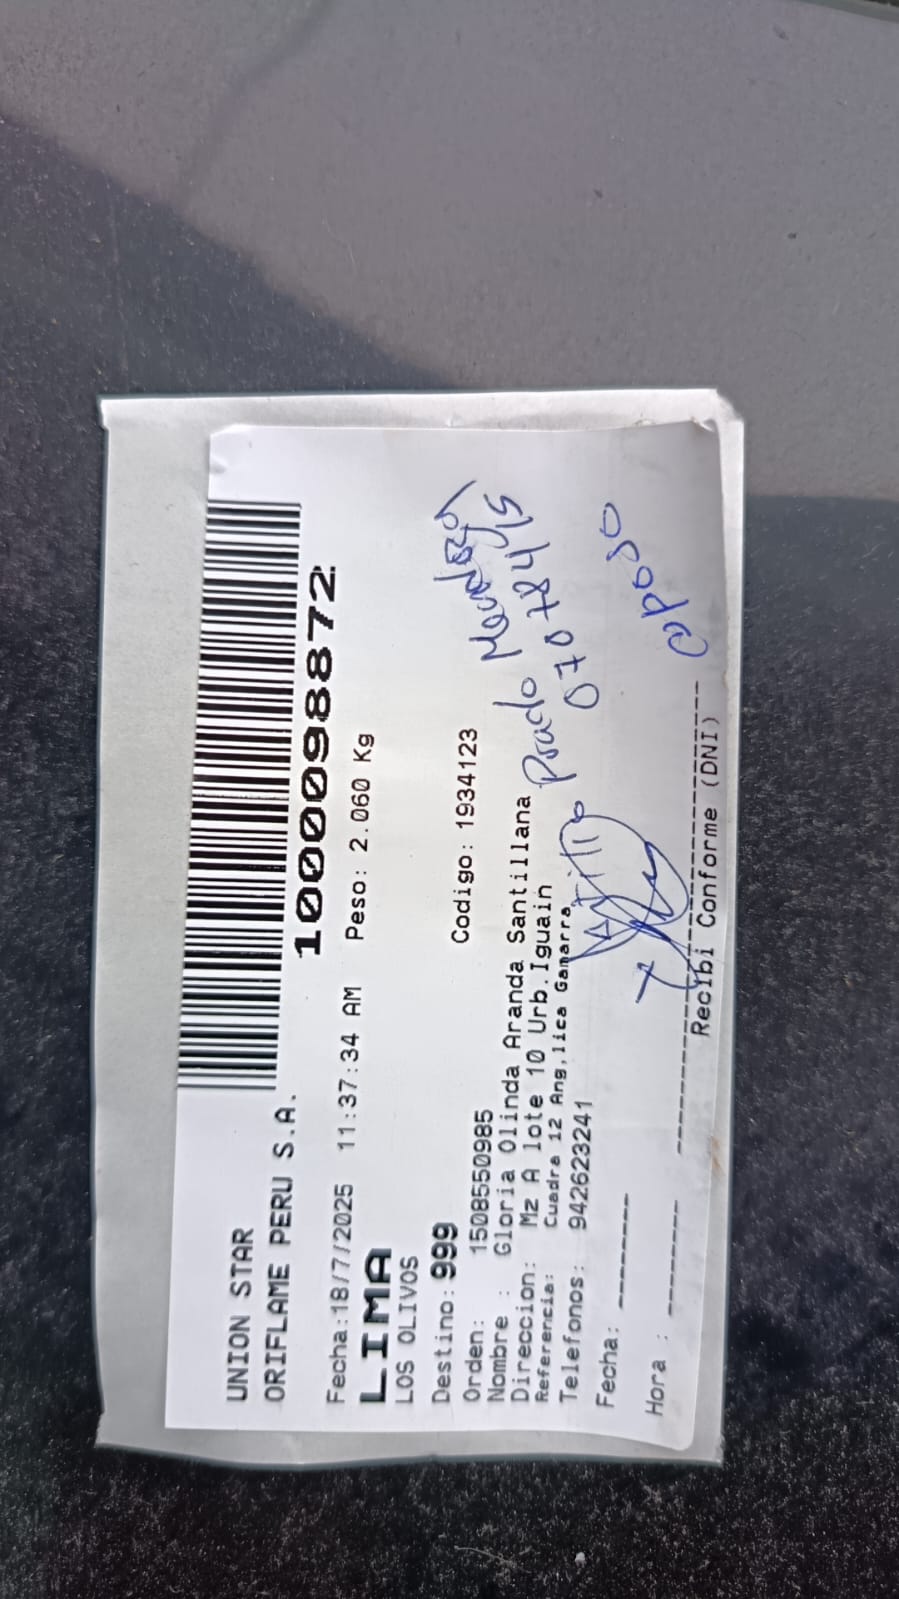 UNION STAR
ORIFLAME PERU S.A.
10000098872
Fecha:18/7/2025 11:37:34 AM Peso: 2.060 Kg
LIMA
LOS OLIVOS
Destino: 999 Codigo: 1934123
Orden: 1508550985
Nombre : Gloria Olinda Aranda Santillana
Direccion: Mz A lote 10 Urb.Iguain
Referencia: Cuadra 12 Ang,lica Gamarra
Telefonos: 942623241
Prado
07078415
Fecha: -------
Hora : -------
esposo
Recibi Conforme (DNI)